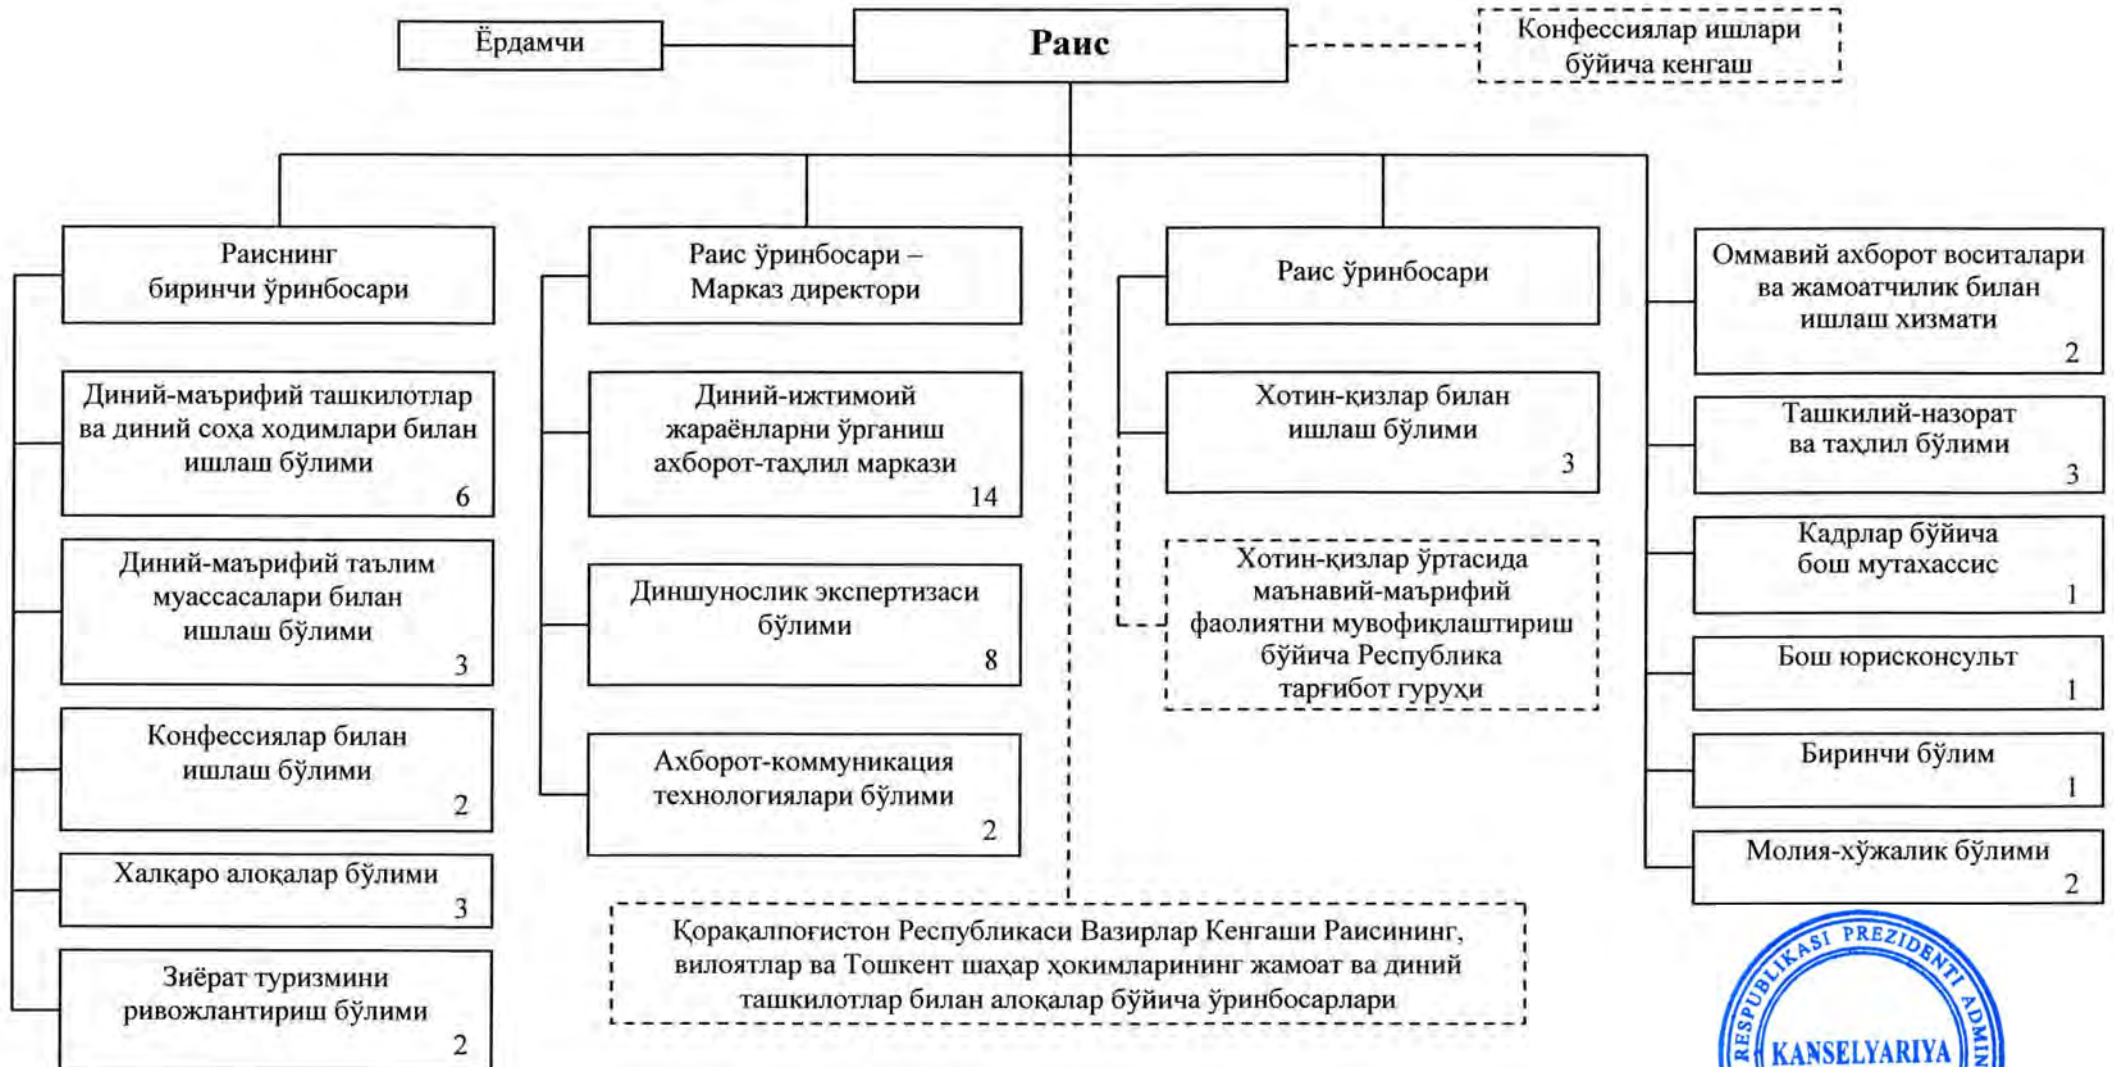 Ёрдамчи
Раис
Конфессиялар ишлари
бўйича кенгаш
Раиснинг
биринчи ўринбосари
Диний-маърифий ташкилотлар
ва диний соҳа ходимлари билан
ишлаш бўлими
6
Диний-маърифий таълим
муассасалари билан
ишлаш бўлими
3
Конфессиялар билан
ишлаш бўлими
2
Халқаро алоқалар бўлими
3
Зиёрат туризмини
ривожлантириш бўлими
2
Раис ўринбосари –
Марказ директори
Диний-ижтимоий
жараёнларни ўрганиш
ахборот-таҳлил маркази
14
Диншунослик экспертизаси
бўлими
8
Ахборот-коммуникация
технологиялари бўлими
2
Раис ўринбосари
Хотин-қизлар билан
ишлаш бўлими
3
Хотин-қизлар ўртасида
маънавий-маърифий
фаолиятни мувофиқлаштириш
бўйича Республика
тарғибот гуруҳи
Оммавий ахборот воситалари
ва жамоатчилик билан
ишлаш хизмати
2
Ташкилий-назорат
ва таҳлил бўлими
3
Кадрлар бўйича
бош мутахассис
1
Бош юрисконсульт
1
Биринчи бўлим
1
Молия-хўжалик бўлими
2
Қорақалпоғистон Республикаси Вазирлар Кенгаши Раисининг,
вилоятлар ва Тошкент шаҳар ҳокимларининг жамоат ва диний
ташкилотлар билан алоқалар бўйича ўринбосарлари
RESPUBLIKASI PREZIDENTI ADMIN
KANSELYARIYA